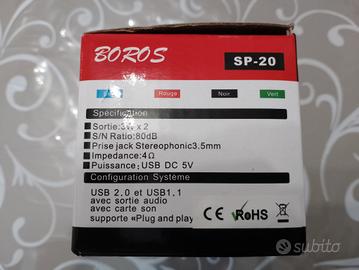 BOROS
SP-20
Rouge
Noir
Vert
Specification
Sortie:3W x 2
S/N Ratio:80dB
Prise jack Stereophonic3.5mm
Impedance:4Ω
Puissance:USB DC 5V
Configuration Système
USB 2.0 et USB1.1
avec sortie audio
avec carte son
supporte «Plug and play
CE RoHS
subito